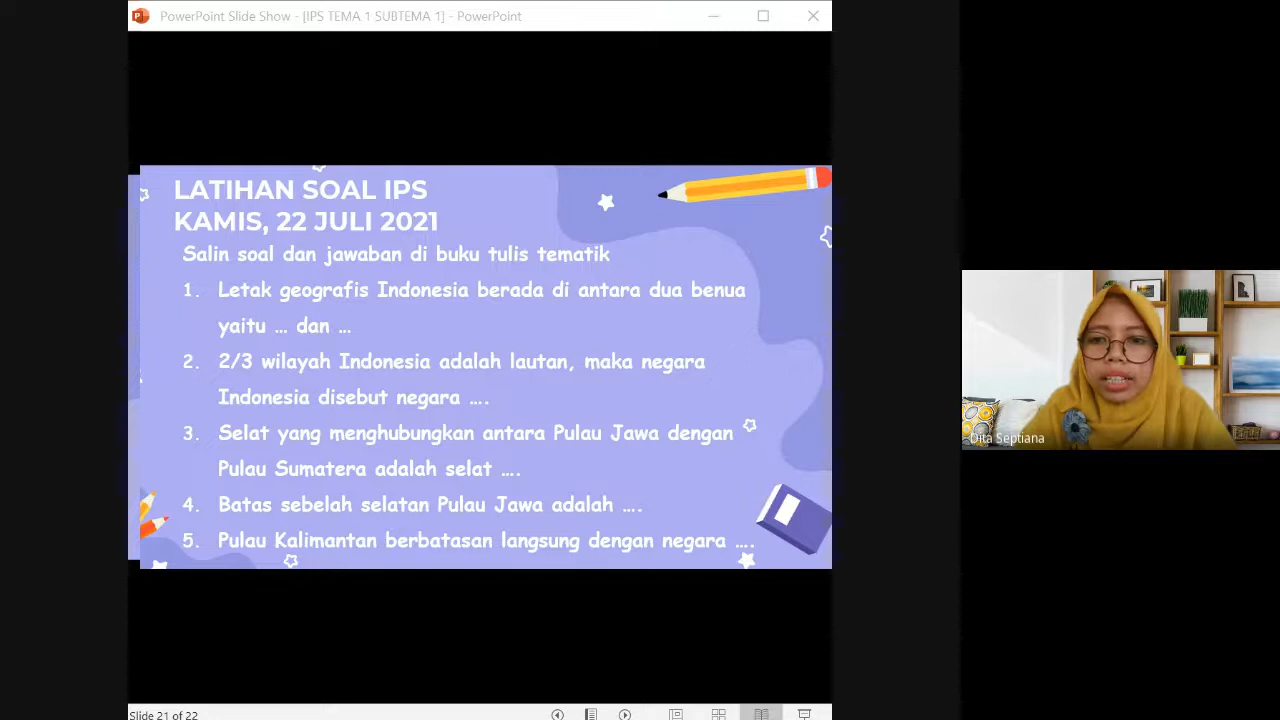 PowerPoint Slide Show - [IPS TEMA 1 SUBTEMA 1] - PowerPoint
LATIHAN SOAL IPS
KAMIS, 22 JULI 2021
Salin soal dan jawaban di buku tulis tematik
1. Letak geografis Indonesia berada di antara dua benua
yaitu ... dan ...
2. 2/3 wilayah Indonesia adalah lautan, maka negara
Indonesia disebut negara ....
3. Selat yang menghubungkan antara Pulau Jawa dengan
Pulau Sumatera adalah selat ....
4. Batas sebelah selatan Pulau Jawa adalah ....
5. Pulau Kalimantan berbatasan langsung dengan negara ....
Dita Septiana
Slide 21 of 22